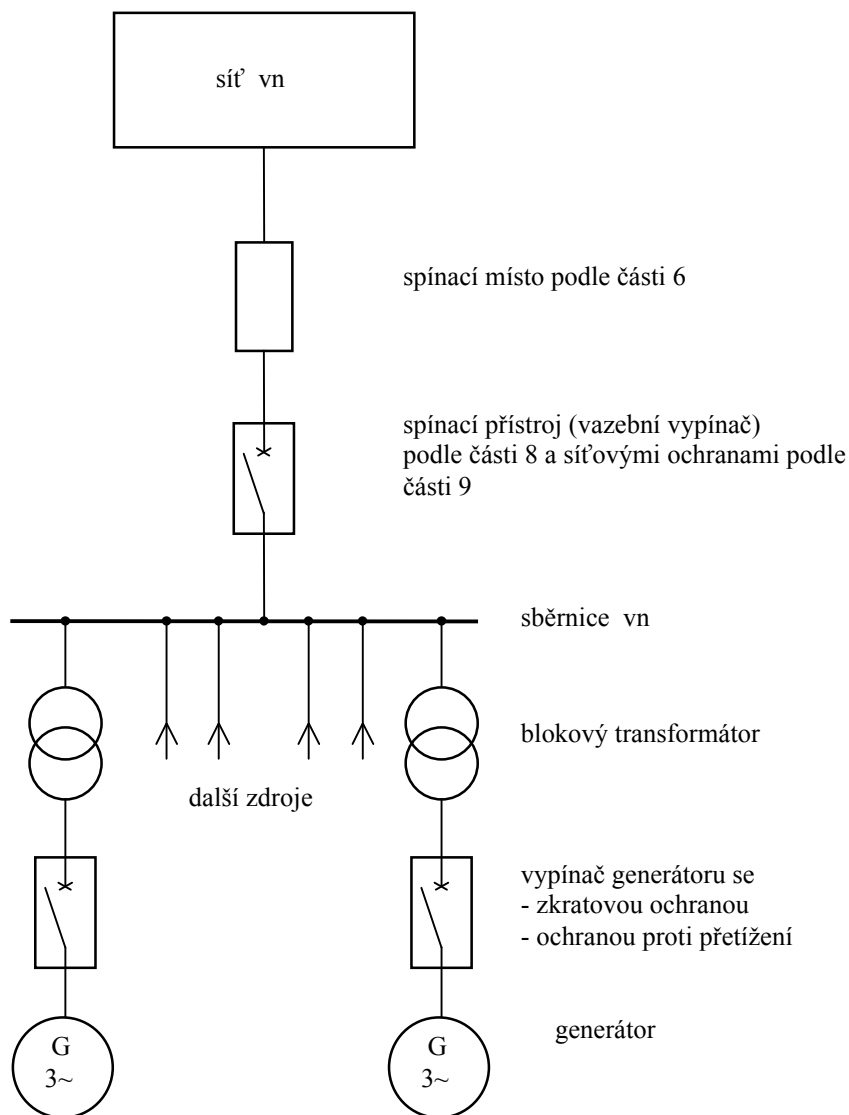 síť vn
spínací místo podle části 6
spínací přístroj (vazební vypínač)
podle části 8 a síťovými ochranami podle
části 9
sběrnice vn
blokový transformátor
další zdroje
vypínač generátoru se
- zkratovou ochranou
- ochranou proti přetížení
generátor
G
3~
G
3~